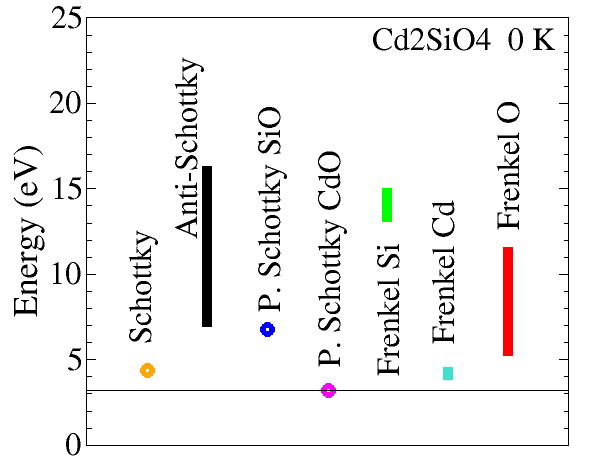 Cd2SiO4 0 K
Energy (eV)
25
20
15
10
5
0
Schottky
Anti-Schottky
P. Schottky SiO
P. Schottky CdO
Frenkel Si
Frenkel Cd
Frenkel O